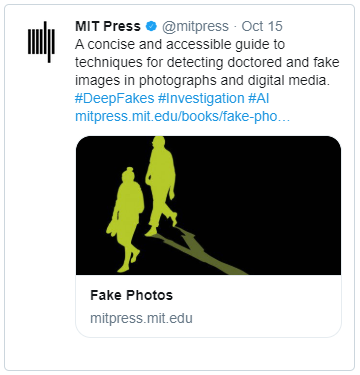 MIT Press @mitpress · Oct 15
A concise and accessible guide to
techniques for detecting doctored and fake
images in photographs and digital media.
#DeepFakes #Investigation #AI
mitpress.mit.edu/books/fake-pho…
Fake Photos
mitpress.mit.edu